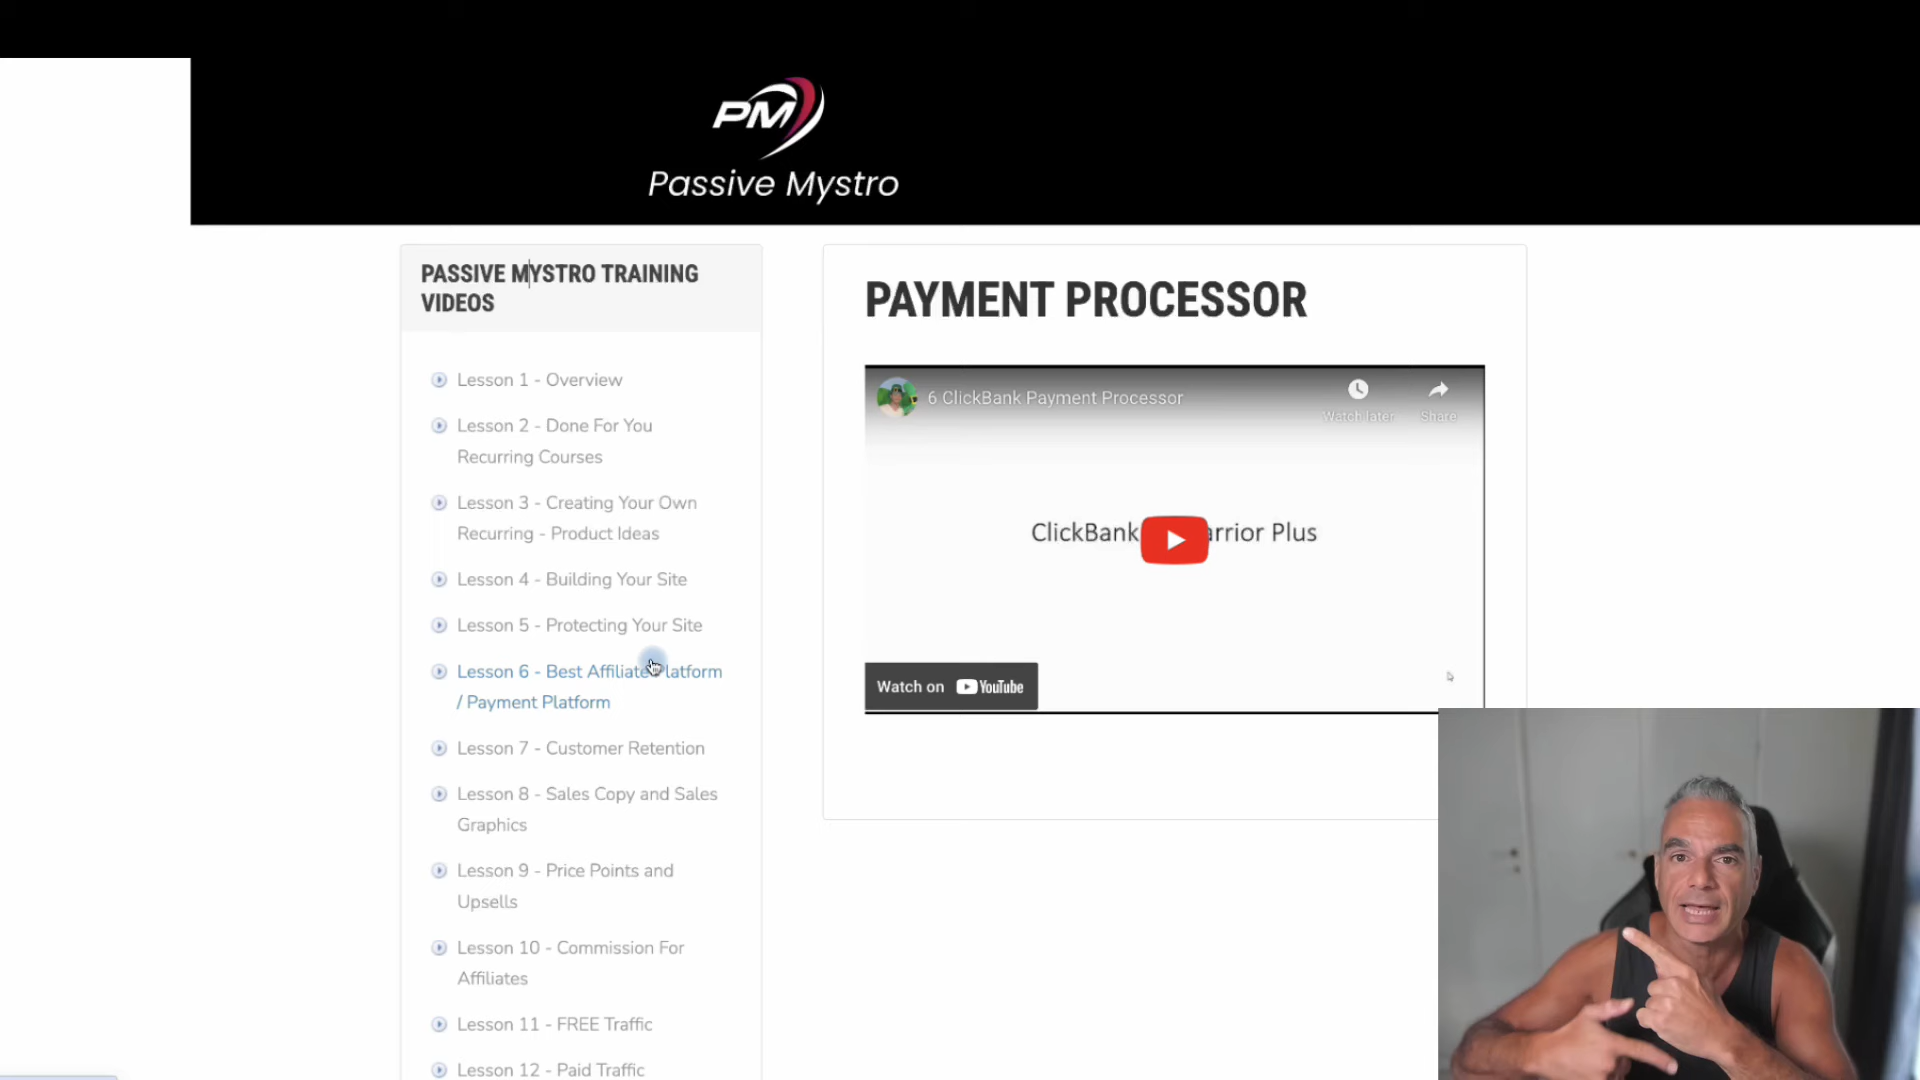 PM
Passive Mystro
PASSIVE MYSTRO TRAINING
VIDEOS
Lesson 1 - Overview
Lesson 2 - Done For You
Recurring Courses
Lesson 3 - Creating Your Own
Recurring - Product Ideas
Lesson 4 - Building Your Site
Lesson 5 - Protecting Your Site
Lesson 6 - Best Affiliate Platform
/ Payment Platform
Lesson 7 - Customer Retention
Lesson 8 - Sales Copy and Sales
Graphics
Lesson 9 - Price Points and
Upsells
Lesson 10 - Commission For
Affiliates
Lesson 11 - FREE Traffic
Lesson 12 - Paid Traffic
PAYMENT PROCESSOR
6 ClickBank Payment Processor
Watch later
Share
ClickBank arrior Plus
Watch on YouTube